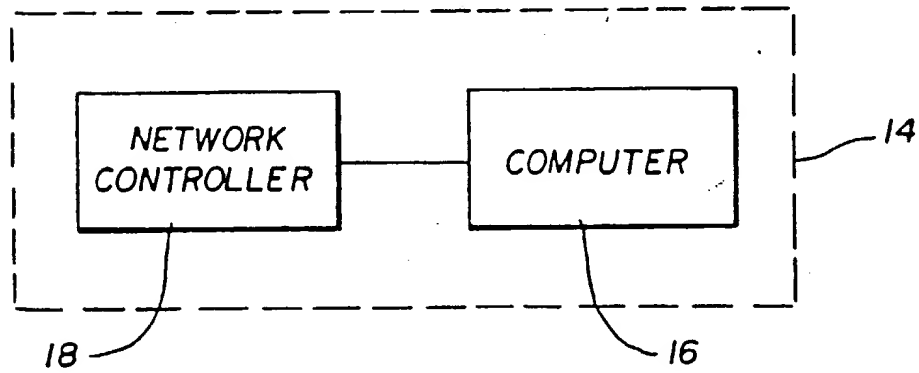 NETWORK
CONTROLLER
COMPUTER
14
18
16